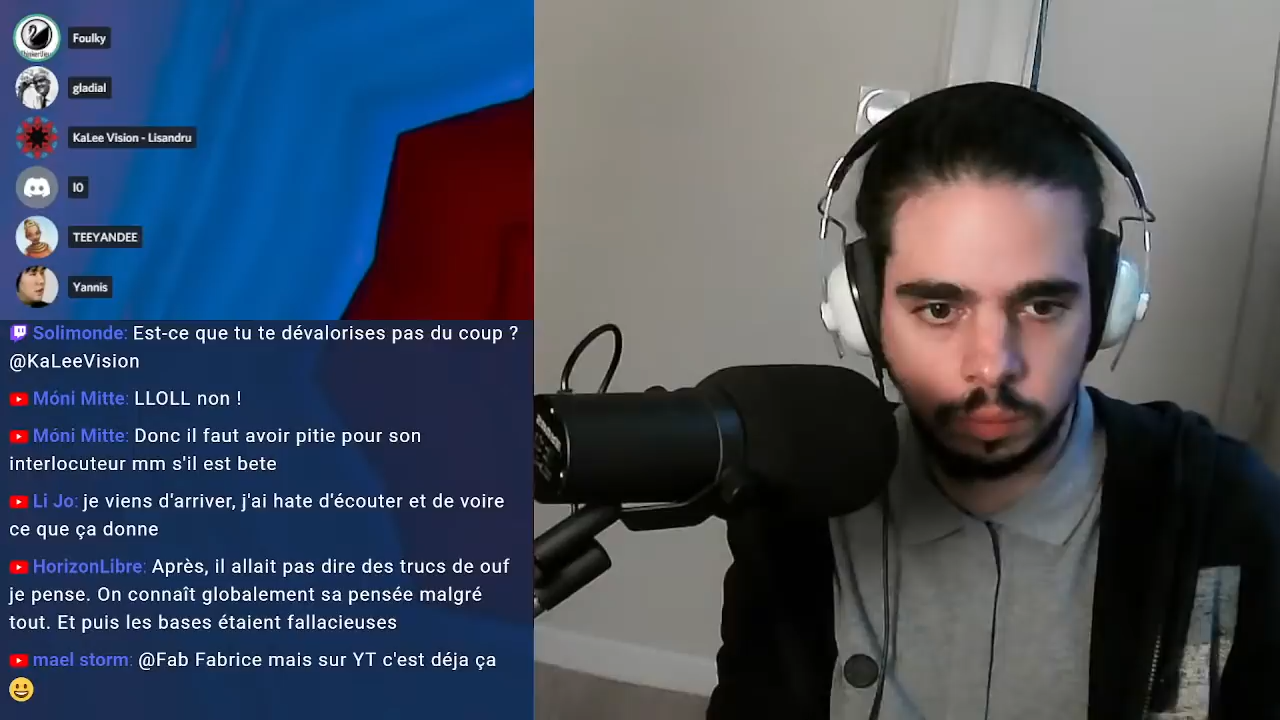 Foulky
gladial
KaLee Vision - Lisandru
IO
TEEYANDEE
Yannis
Solimonde: Est-ce que tu te dévalorises pas du coup ?
@KaLeeVision
Móni Mitte: LLOLL non !
Móni Mitte: Donc il faut avoir pitie pour son
interlocuteur mm s'il est bete
Li Jo: je viens d'arriver, j'ai hate d'écouter et de voire
ce que ça donne
HorizonLibre: Après, il allait pas dire des trucs de ouf
je pense. On connaît globalement sa pensée malgré
tout. Et puis les bases étaient fallacieuses
mael storm: @Fab Fabrice mais sur YT c'est déja ça
😀